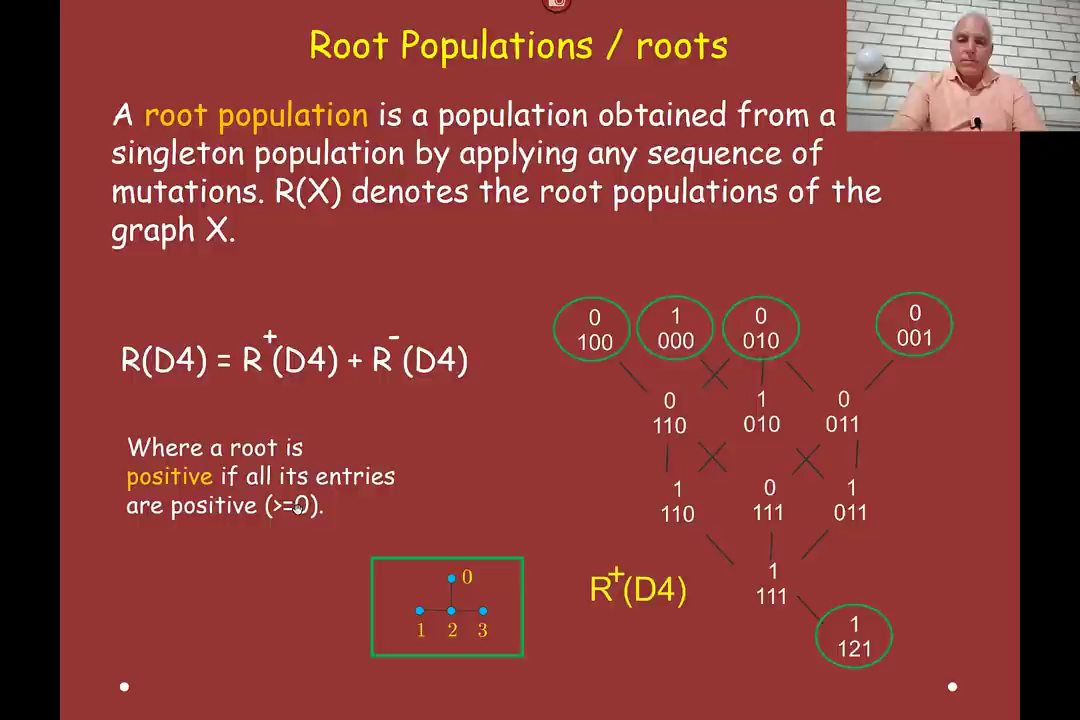 Root Populations / roots
A root population is a population obtained from a
singleton population by applying any sequence of
mutations. R(X) denotes the root populations of the
graph X.
R(D4) = R⁺(D4) + R⁻(D4)
Where a root is
positive if all its entries
are positive (>=0).
0 1 0 0
100 000 010 001
0 1 0
110 010 011
1 0 1
110 111 011
1
111
1
121
R⁺(D4)
0
1 2 3